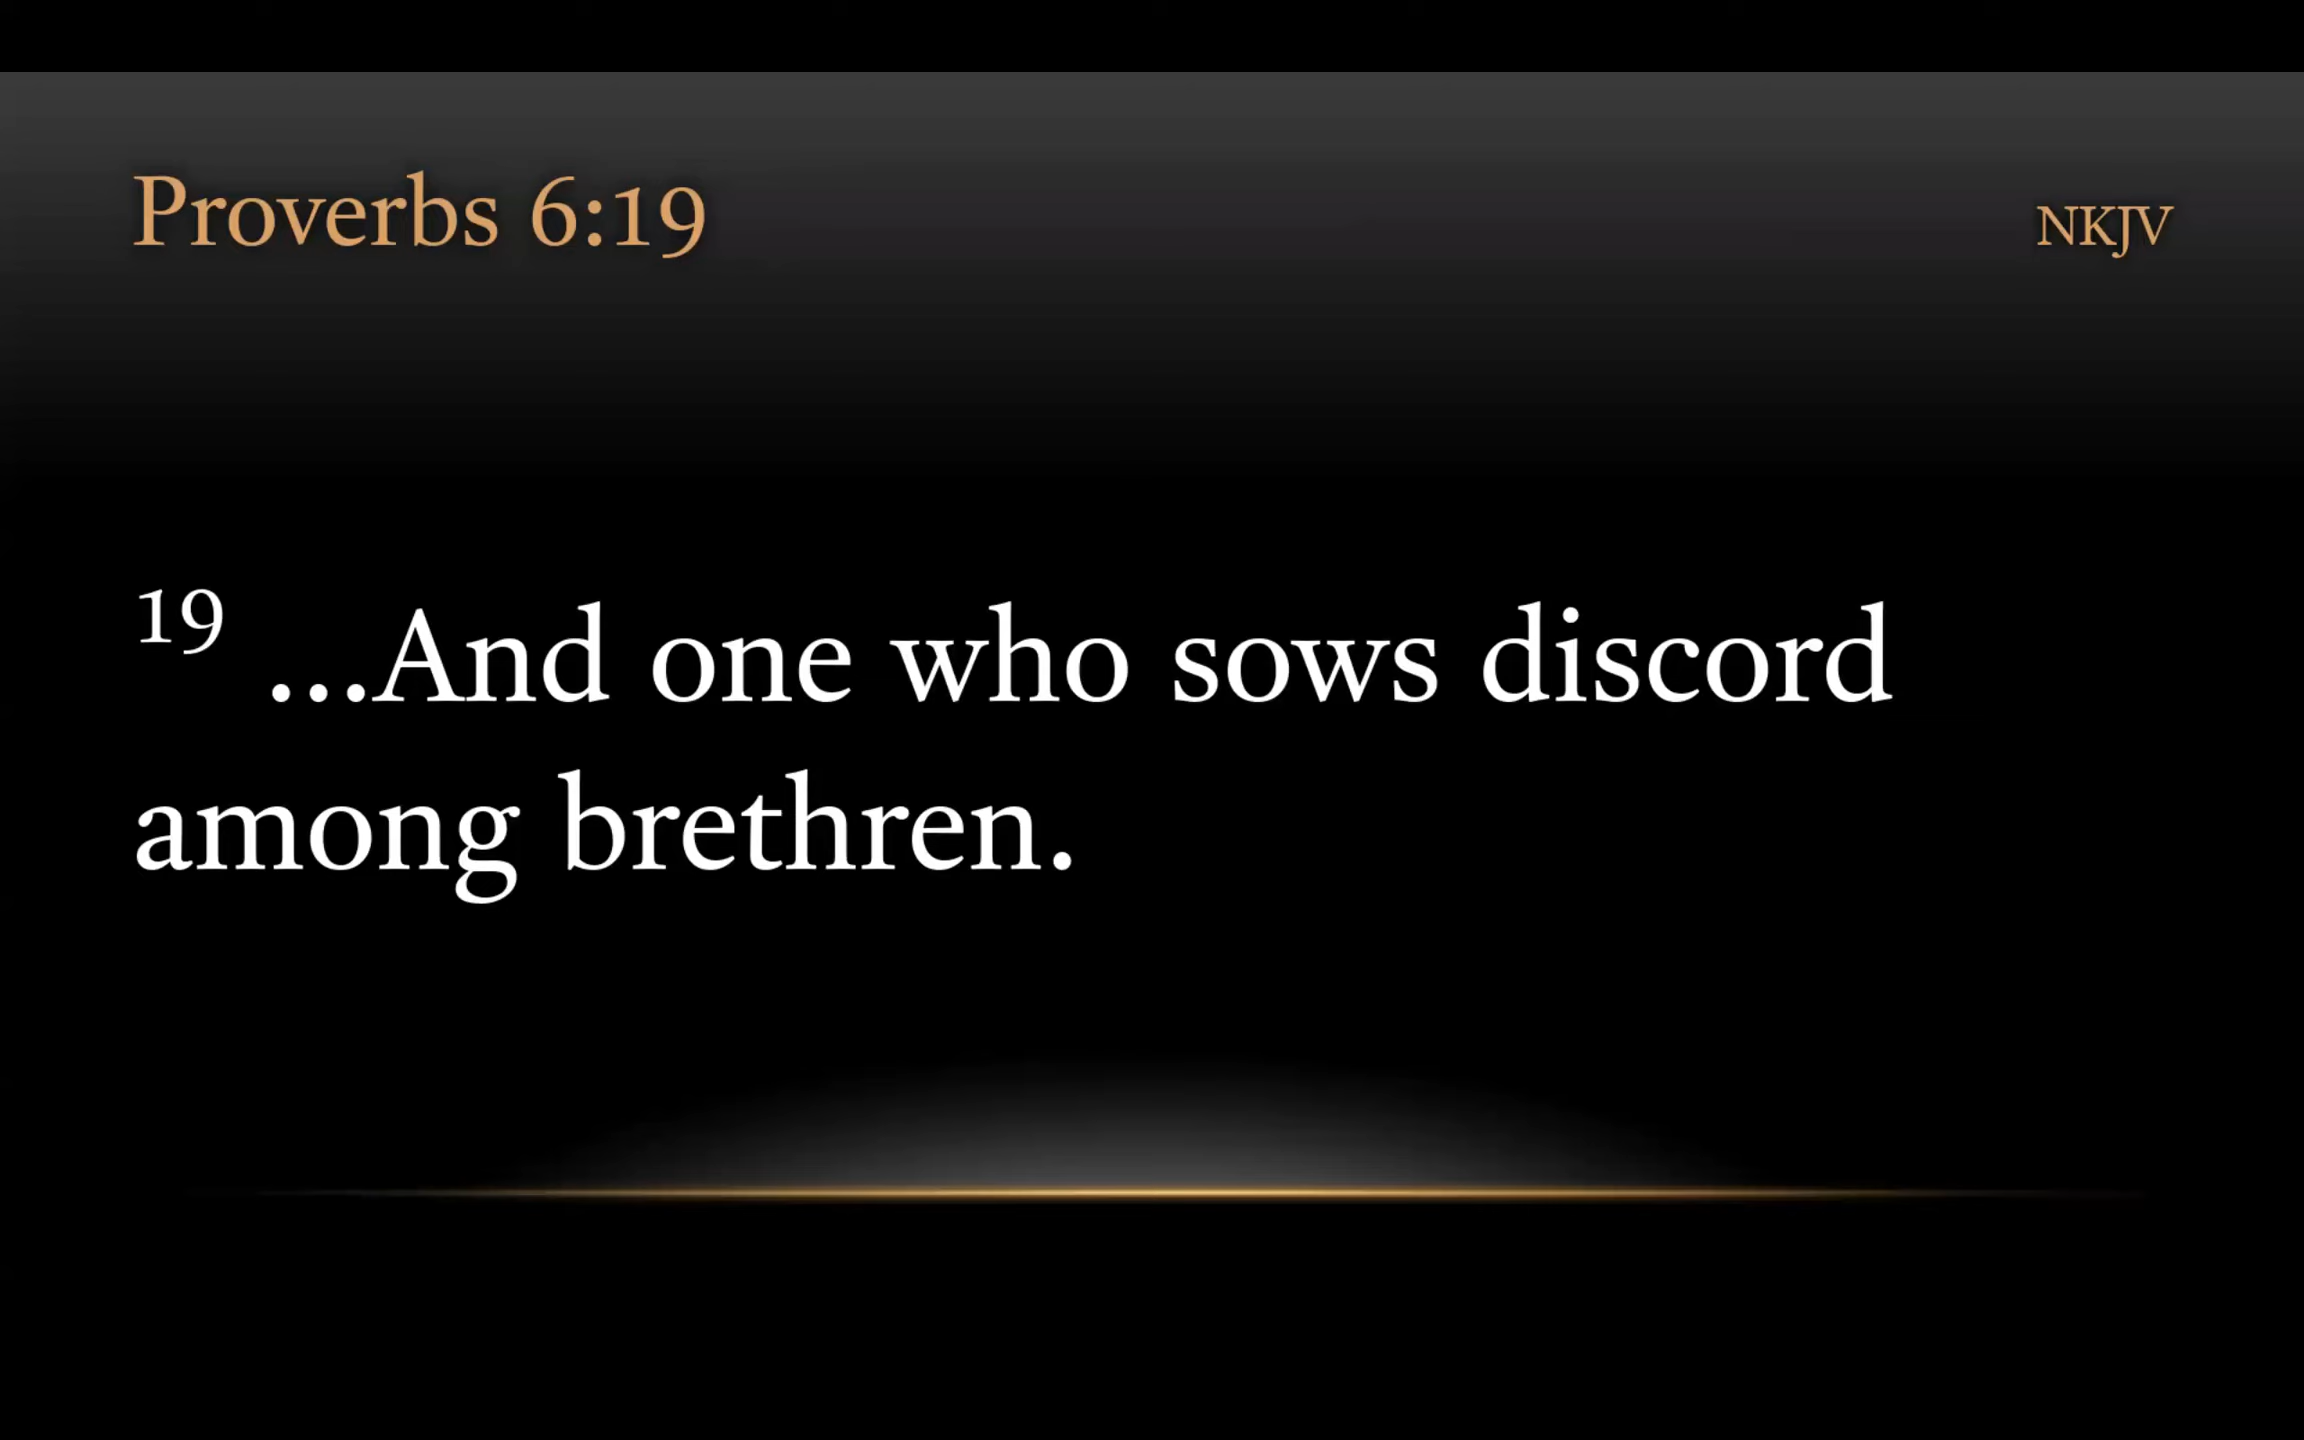 Proverbs 6:19
NKJV
19 ...And one who sows discord
among brethren.